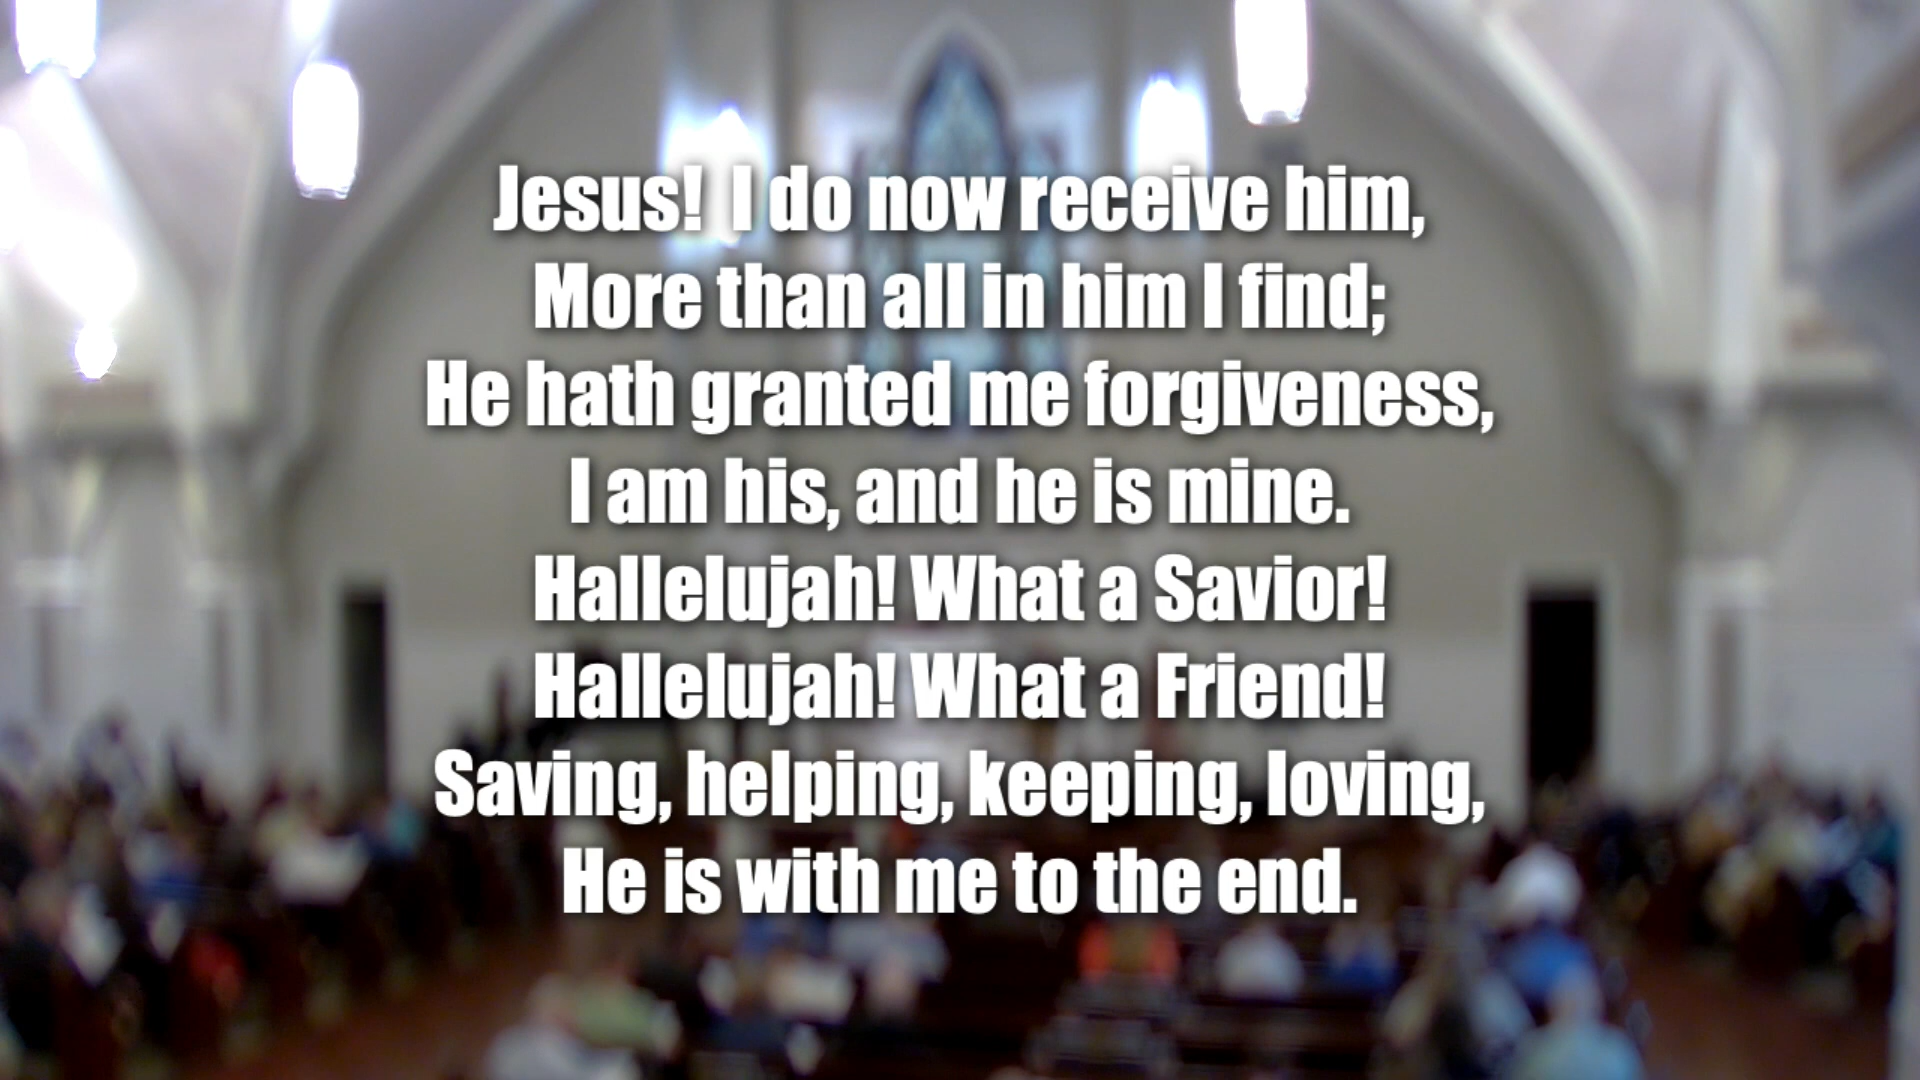 Jesus!  I do now receive him,
More than all in him I find;
He hath granted me forgiveness,
I am his, and he is mine.
Hallelujah! What a Savior!
Hallelujah! What a Friend!
Saving, helping, keeping, loving,
He is with me to the end.